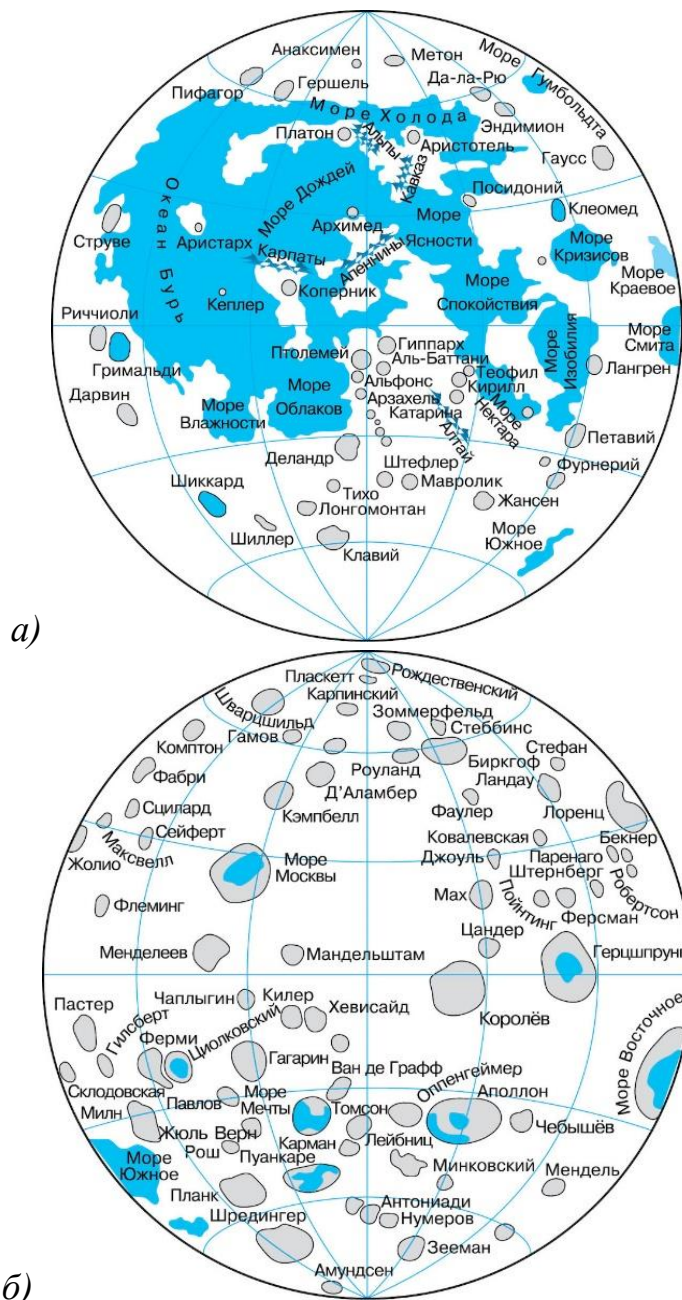 Анаксимен
Метон
Море Гумбольдта
Пифагор
Гершель
Да-ла-Рю
Море Холода
Эндимион
Платон
Альпы
Аристотель
Гаусс
Кавказ
Океан Бурь
Море Дождей
Посидоний
Струве
Аристарх
Архимед
Море
Ясности
Клеомед
Карпаты
Апеннины
Море
Кризисов
Море
Краевое
Кеплер
Коперник
Море
Спокойствия
Риччиоли
Море
Изобилия
Море
Смита
Гиппарх
Птолемей
Аль-Баттани
Гримальди
Теофил
Лангрен
Альфонс
Кирилл
Дарвин
Море
Облаков
Арзахель
Море
Влажности
Катарина
Море
Нектара
Алтай
Петавий
Деландр
Штефлер
Фурнерий
Шиккард
Тихо
Мавролик
Лонгомонтан
Жансен
Шиллер
Море
Южное
Клавий
а)
Пласкетт
Рождественский
Карпинский
Шварцшильд
Зоммерфельд
Гамов
Стеббинс
Комптон
Стефан
Биркгоф
Фабри
Роуланд
Ландау
Д'Аламбер
Сцилард
Кэмпбелл
Фаулер
Лоренц
Сейферт
Ковалевская
Бекнер
Максвелл
Жолио
Море
Москвы
Джоуль
Паренаго
Штернберг
Робертсон
Флеминг
Мах
Пойнтинг
Ферсман
Цандер
Менделеев
Мандельштам
Герцшпрунг
Чаплыгин
Килер
Хевисайд
Пастер
Гилсберт
Ферми
Циолковский
Королёв
Гагарин
Море Восточное
Ван де Графф
Оппенгеймер
Склодовская
Павлов
Море
Мечты
Томсон
Аполлон
Милн
Чебышёв
Жюль Верн
Карман
Лейбниц
Рош
Пуанкаре
Море
Южное
Минковский
Мендель
Планк
Антониади
Шредингер
Нумеров
Зееман
Амундсен
б)